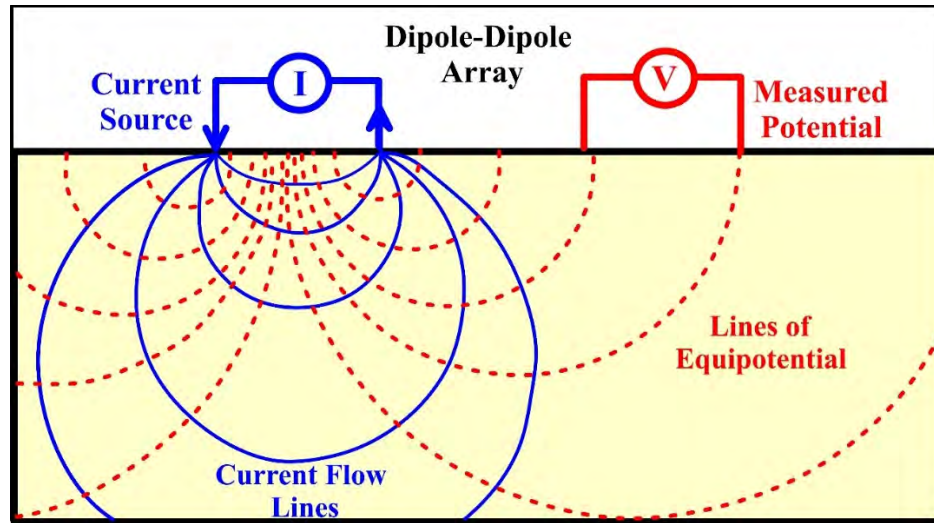 Dipole-Dipole
Array
Current
Source
I
V
Measured
Potential
Lines of
Equipotential
Current Flow
Lines